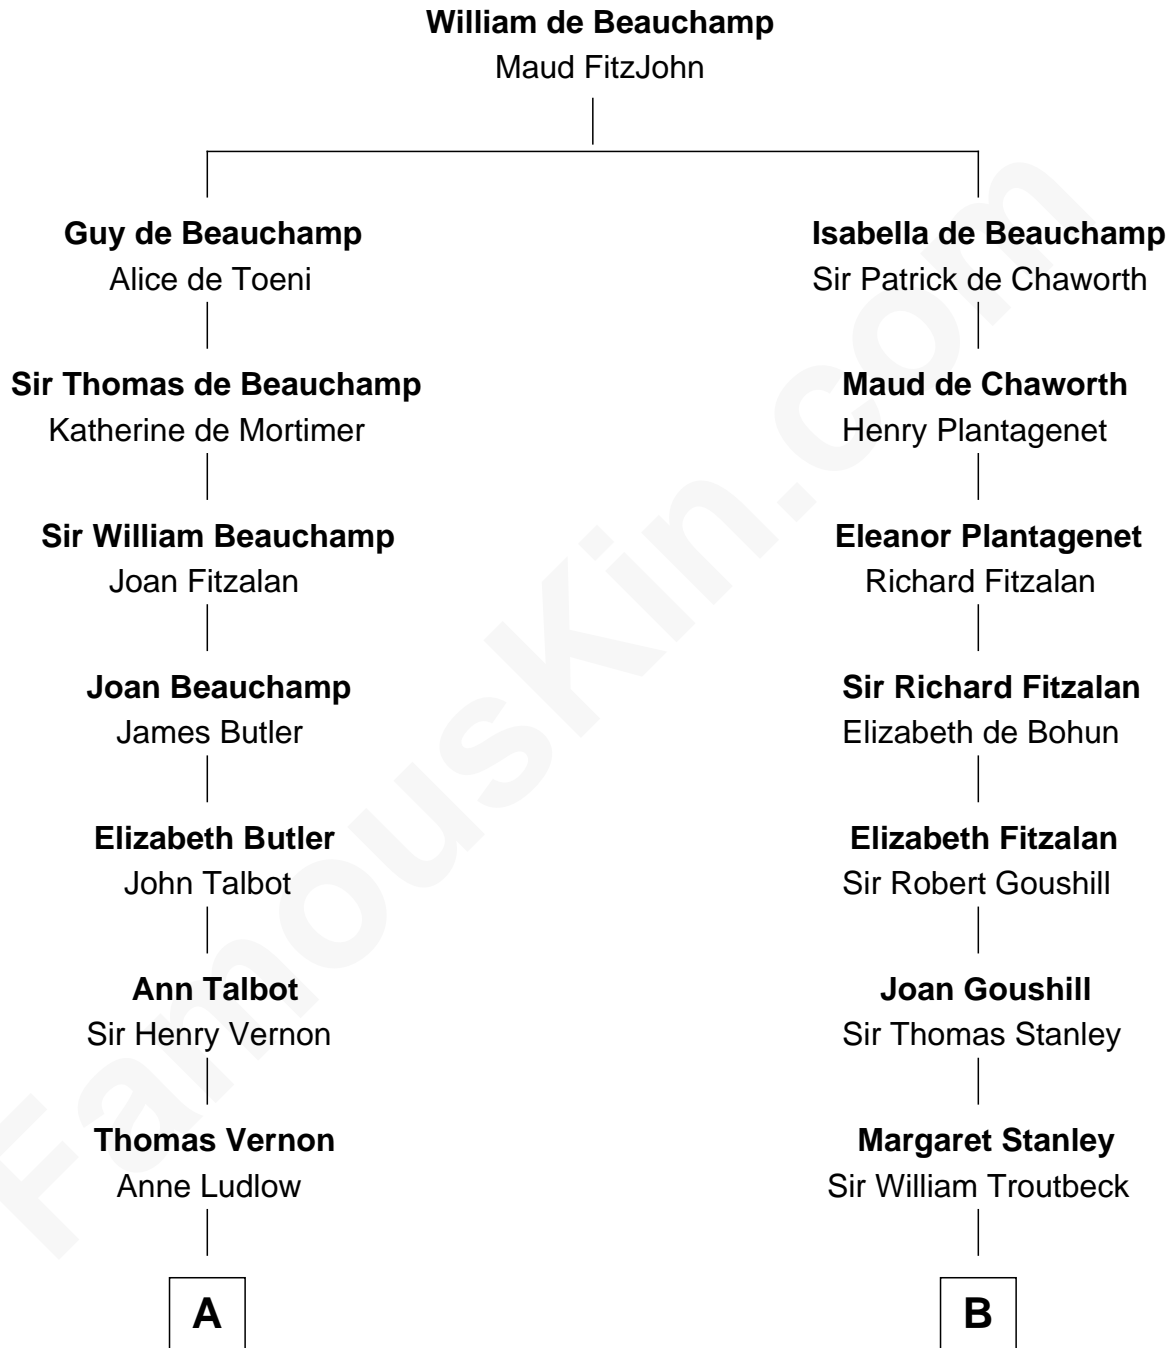 William de Beauchamp
Maud FitzJohn
Guy de Beauchamp
Alice de Toeni
Sir Thomas de Beauchamp
Katherine de Mortimer
Sir William Beauchamp
Joan Fitzalan
Joan Beauchamp
James Butler
Elizabeth Butler
John Talbot
Ann Talbot
Sir Henry Vernon
Thomas Vernon
Anne Ludlow
A
Isabella de Beauchamp
Sir Patrick de Chaworth
Maud de Chaworth
Henry Plantagenet
Eleanor Plantagenet
Richard Fitzalan
Sir Richard Fitzalan
Elizabeth de Bohun
Elizabeth Fitzalan
Sir Robert Goushill
Joan Goushill
Sir Thomas Stanley
Margaret Stanley
Sir William Troutbeck
B
FamousKin.com